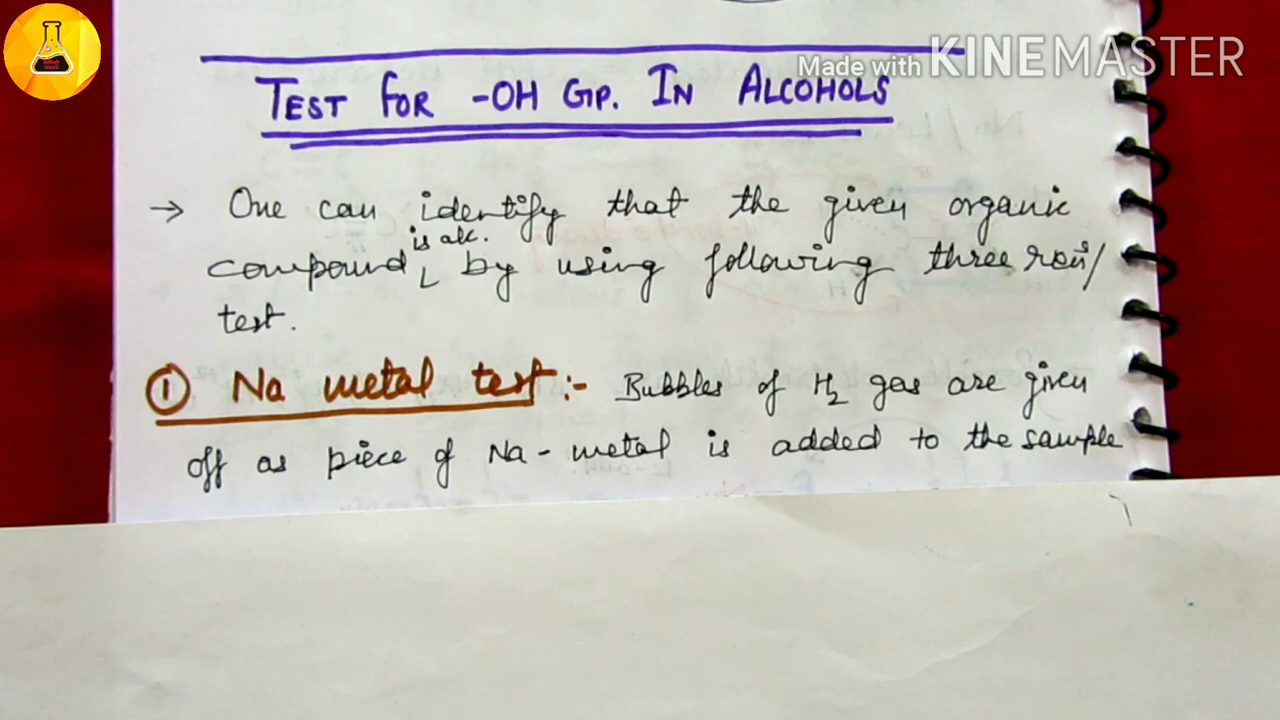 Made with KINEMASTER
TEST FOR -OH GP. IN ALCOHOLS
→ One can identify that the given organic
is alc.
compound by using following three rxn/
test.
① Na metal test :- Bubbles of H₂ gas are given
off as piece of Na - metal is added to the sample